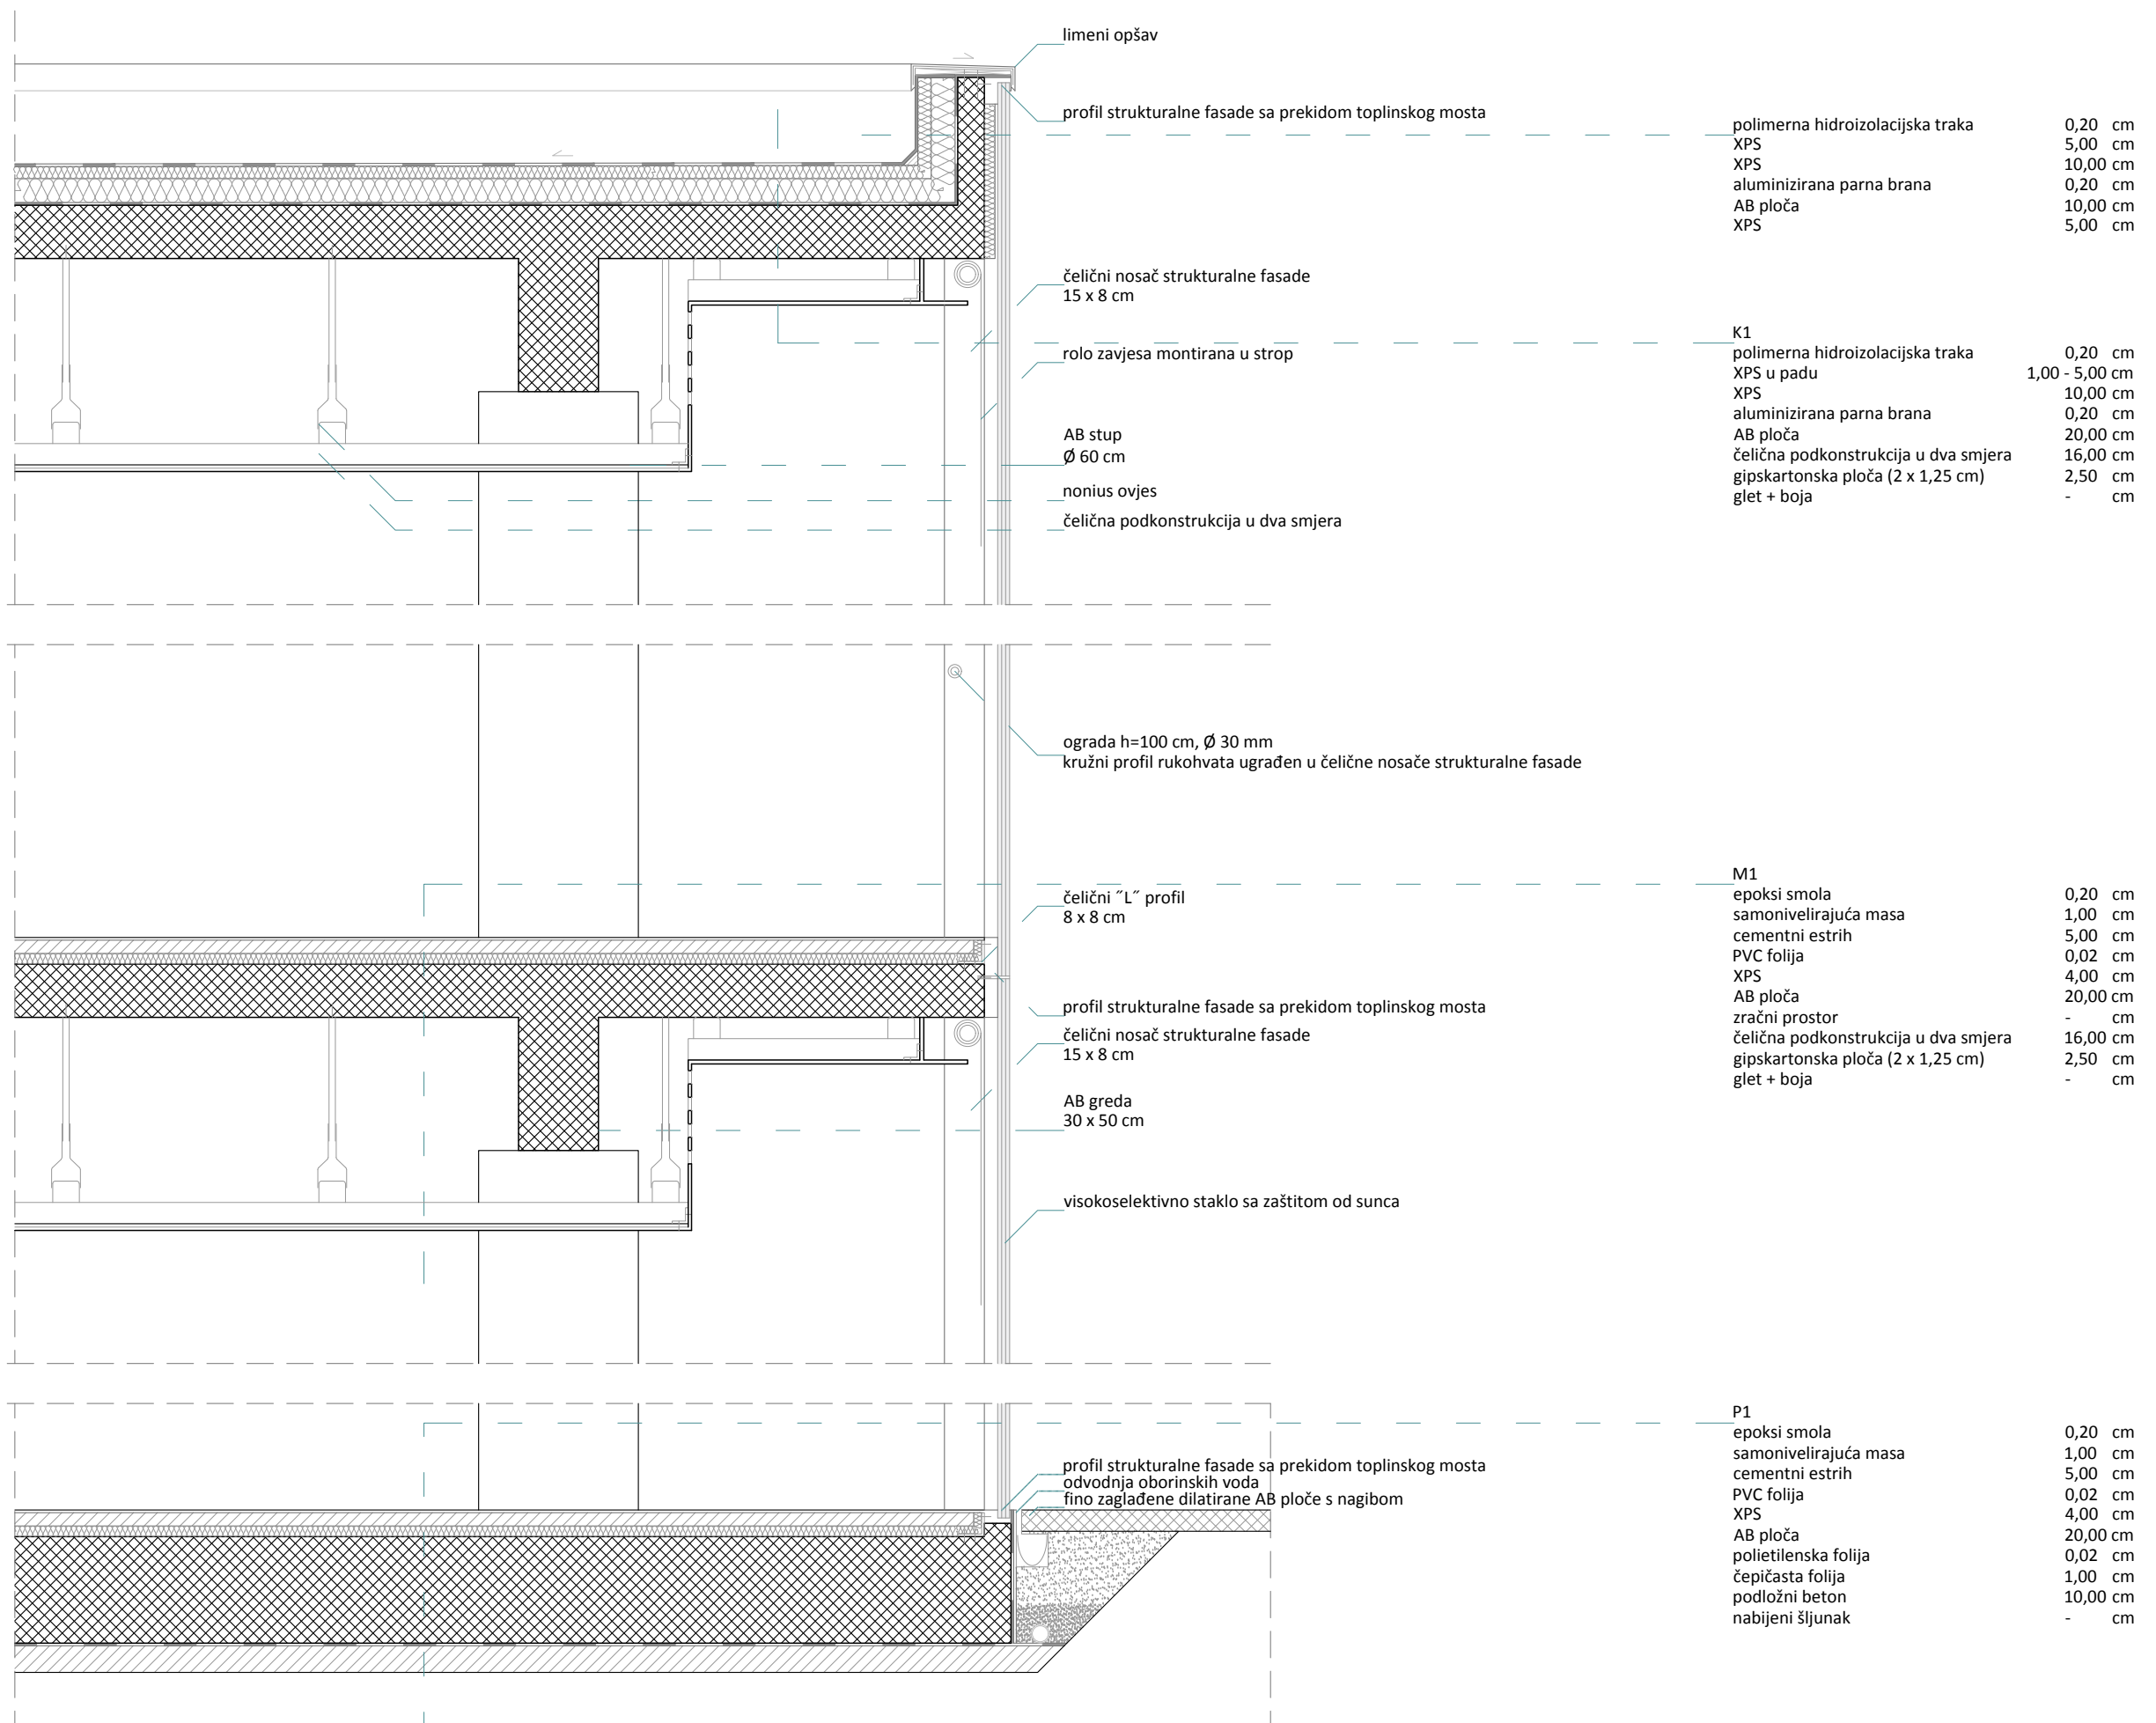 limeni opšav
profil strukturalne fasade sa prekidom toplinskog mosta
čelični nosač strukturalne fasade
15 x 8 cm
rolo zavjesa montirana u strop
AB stup
Ø 60 cm
nonius ovjes
čelična podkonstrukcija u dva smjera
ograda h=100 cm, Ø 30 mm
kružni profil rukohvata ugrađen u čelične nosače strukturalne fasade
čelični ˝L˝ profil
8 x 8 cm
profil strukturalne fasade sa prekidom toplinskog mosta
čelični nosač strukturalne fasade
15 x 8 cm
AB greda
30 x 50 cm
visokoselektivno staklo sa zaštitom od sunca
profil strukturalne fasade sa prekidom toplinskog mosta
odvodnja oborinskih voda
fino zaglađene dilatirane AB ploče s nagibom
polimerna hidroizolacijska traka 0,20 cm
XPS 5,00 cm
XPS 10,00 cm
aluminizirana parna brana 0,20 cm
AB ploča 10,00 cm
XPS 5,00 cm
K1
polimerna hidroizolacijska traka 0,20 cm
XPS u padu 1,00 - 5,00 cm
XPS 10,00 cm
aluminizirana parna brana 0,20 cm
AB ploča 20,00 cm
čelična podkonstrukcija u dva smjera 16,00 cm
gipskartonska ploča (2 x 1,25 cm) 2,50 cm
glet + boja - cm
M1
epoksi smola 0,20 cm
samonivelirajuća masa 1,00 cm
cementni estrih 5,00 cm
PVC folija 0,02 cm
XPS 4,00 cm
AB ploča 20,00 cm
zračni prostor - cm
čelična podkonstrukcija u dva smjera 16,00 cm
gipskartonska ploča (2 x 1,25 cm) 2,50 cm
glet + boja - cm
P1
epoksi smola 0,20 cm
samonivelirajuća masa 1,00 cm
cementni estrih 5,00 cm
PVC folija 0,02 cm
XPS 4,00 cm
AB ploča 20,00 cm
polietilenska folija 0,02 cm
čepičasta folija 1,00 cm
podložni beton 10,00 cm
nabijeni šljunak - cm